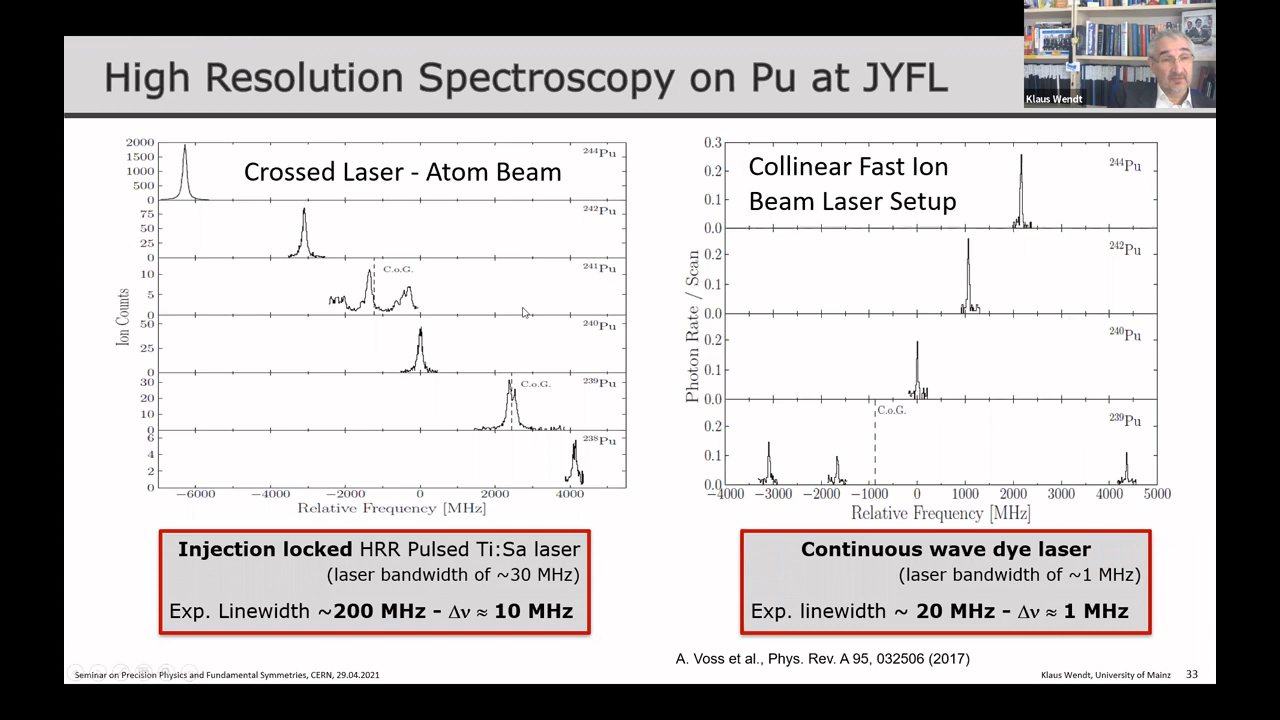 High Resolution Spectroscopy on Pu at JYFL
Klaus Wendt
Crossed Laser - Atom Beam
2000
1500
1000
500
0
244Pu
75
50
25
0
242Pu
10
5
0
C.o.G.
241Pu
50
25
0
240Pu
30
20
10
0
C.o.G.
239Pu
6
4
2
0
238Pu
Ion Counts
−6000 −4000 −2000 0 2000 4000
Relative Frequency [MHz]
Collinear Fast Ion
Beam Laser Setup
0.3
0.2
0.1
0.0
244Pu
0.2
0.1
0.0
242Pu
0.2
0.1
0.0
240Pu
C.o.G.
0.2
0.1
0.0
239Pu
Photon Rate / Scan
−4000 −3000 −2000 −1000 0 1000 2000 3000 4000 5000
Relative Frequency [MHz]
Injection locked HRR Pulsed Ti:Sa laser
(laser bandwidth of ~30 MHz)
Exp. Linewidth ~200 MHz - Δν ≈ 10 MHz
Continuous wave dye laser
(laser bandwidth of ~1 MHz)
Exp. linewidth ~ 20 MHz - Δν ≈ 1 MHz
A. Voss et al., Phys. Rev. A 95, 032506 (2017)
Seminar on Precision Physics and Fundamental Symmetries, CERN, 29.04.2021
Klaus Wendt, University of Mainz 33